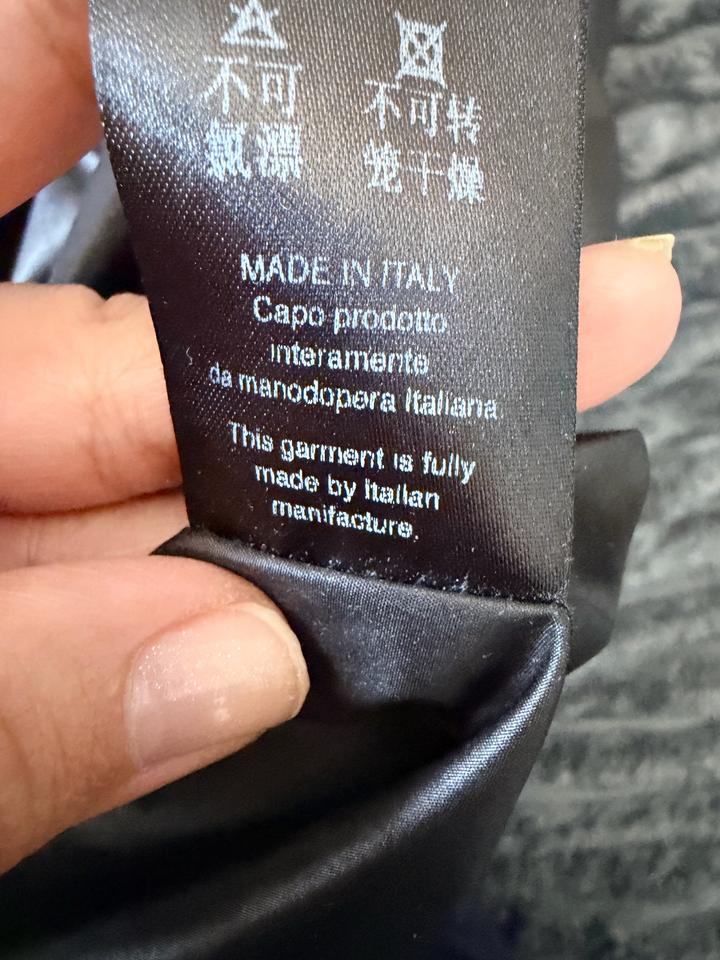 不可 不可转
氯漂 笼干燥
MADE IN ITALY
Capo prodotto
interamente
da manodopera Italiana
This garment is fully
made by Italian
manifacture.